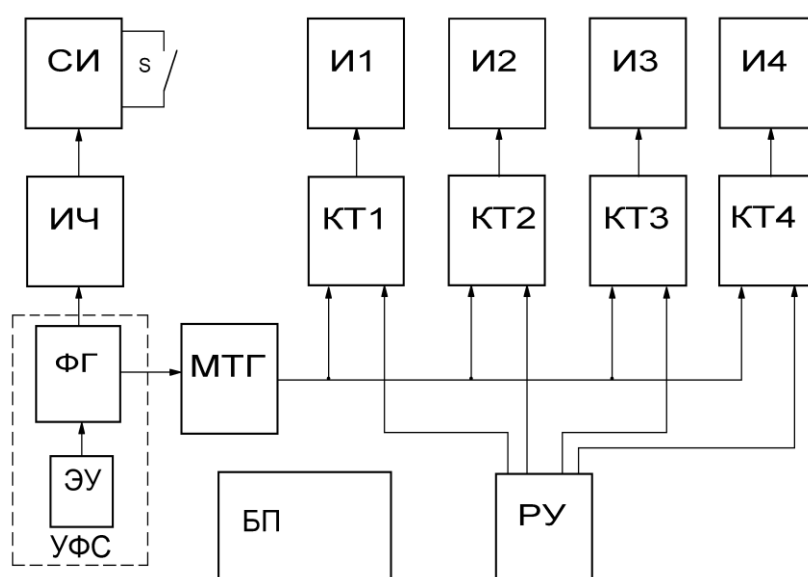 СИ S И1 И2 И3 И4
ИЧ КТ1 КТ2 КТ3 КТ4
ФГ МТГ
ЭУ БП РУ
УФС